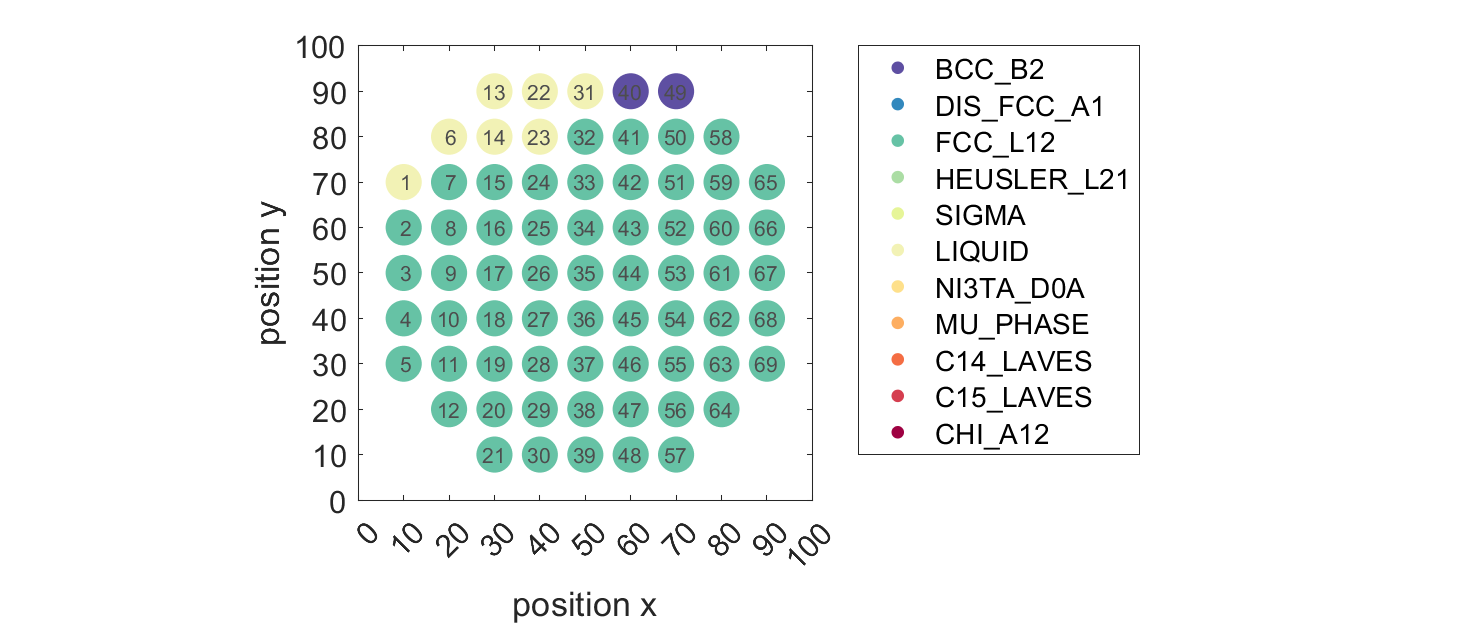 100
90
80
70
60
50
40
30
20
10
0
position y
13 22 31 40 49
6 14 23 32 41 50 58
1 7 15 24 33 42 51 59 65
2 8 16 25 34 43 52 60 66
3 9 17 26 35 44 53 61 67
4 10 18 27 36 45 54 62 68
5 11 19 28 37 46 55 63 69
12 20 29 38 47 56 64
21 30 39 48 57
0 10 20 30 40 50 60 70 80 90 100
position x
BCC_B2
DIS_FCC_A1
FCC_L12
HEUSLER_L21
SIGMA
LIQUID
NI3TA_D0A
MU_PHASE
C14_LAVES
C15_LAVES
CHI_A12